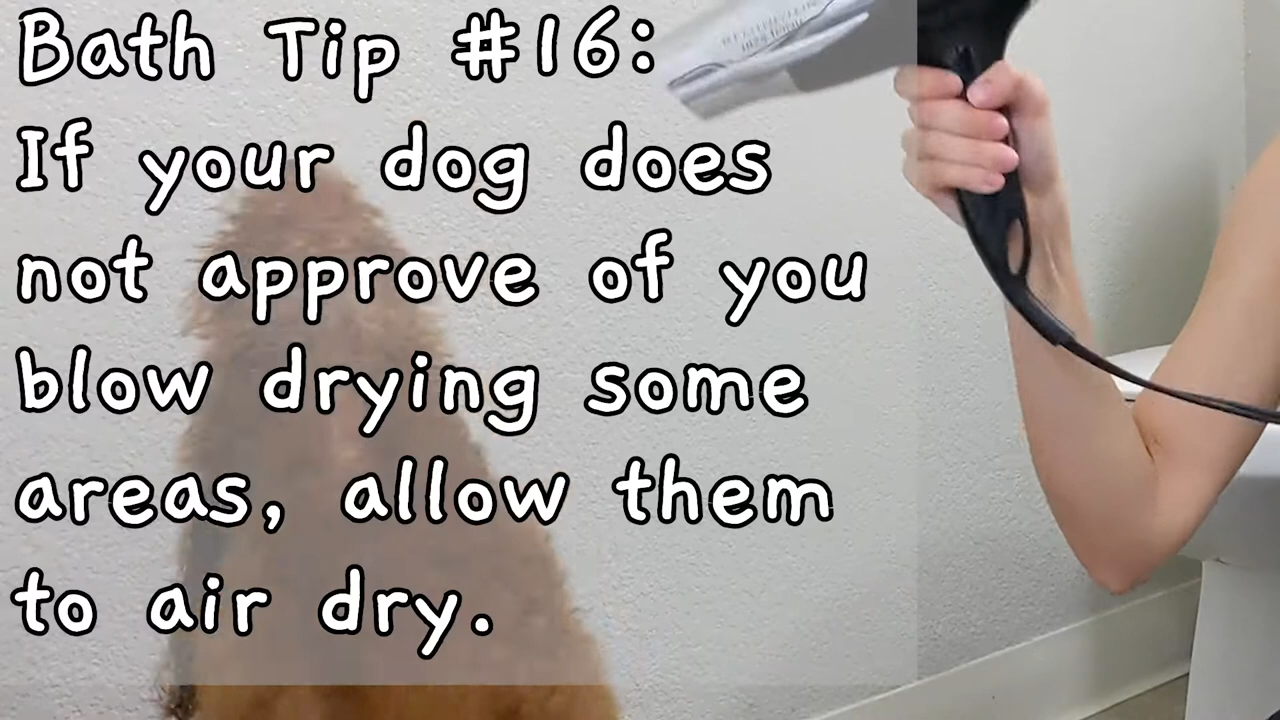 Bath Tip #16:
If your dog does
not approve of you
blow drying some
areas, allow them
to air dry.